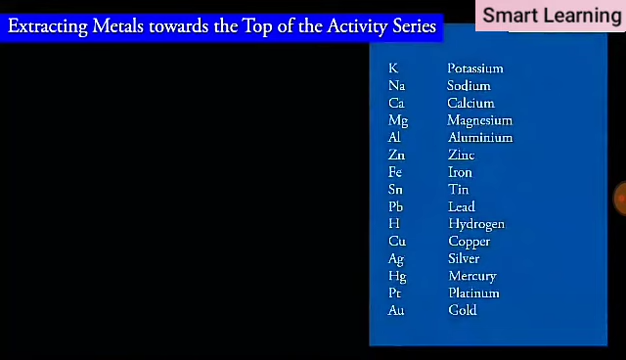 Smart Learning
Extracting Metals towards the Top of the Activity Series
K Potassium
Na Sodium
Ca Calcium
Mg Magnesium
Al Aluminium
Zn Zinc
Fe Iron
Sn Tin
Pb Lead
H Hydrogen
Cu Copper
Ag Silver
Hg Mercury
Pt Platinum
Au Gold